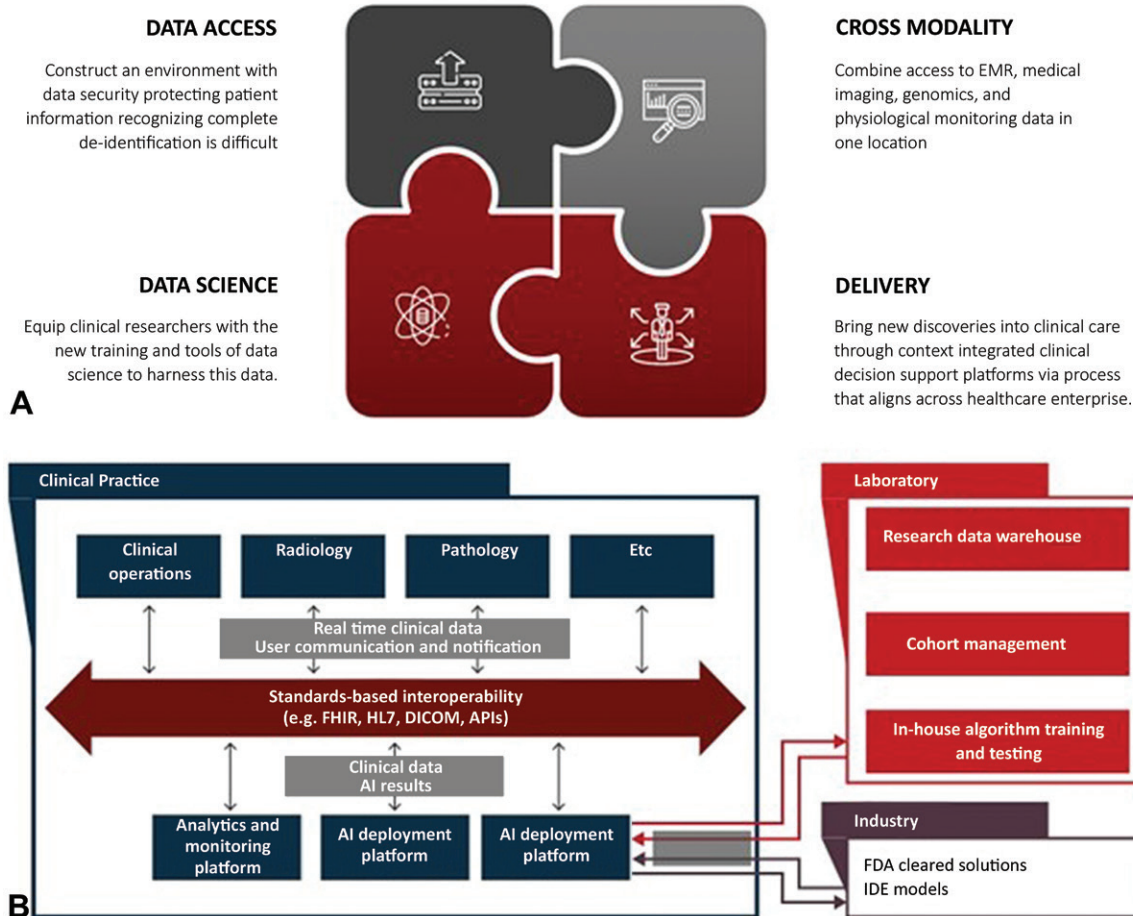 DATA ACCESS
Construct an environment with
data security protecting patient
information recognizing complete
de-identification is difficult
CROSS MODALITY
Combine access to EMR, medical
imaging, genomics, and
physiological monitoring data in
one location
DATA SCIENCE
Equip clinical researchers with the
new training and tools of data
science to harness this data.
DELIVERY
Bring new discoveries into clinical care
through context integrated clinical
decision support platforms via process
that aligns across healthcare enterprise.
A
Clinical Practice
Clinical
operations
Radiology
Pathology
Etc
Real time clinical data
User communication and notification
Standards-based interoperability
(e.g. FHIR, HL7, DICOM, APIs)
Clinical data
AI results
Analytics and
monitoring
platform
AI deployment
platform
AI deployment
platform
Laboratory
Research data warehouse
Cohort management
In-house algorithm training
and testing
Industry
FDA cleared solutions
IDE models
B